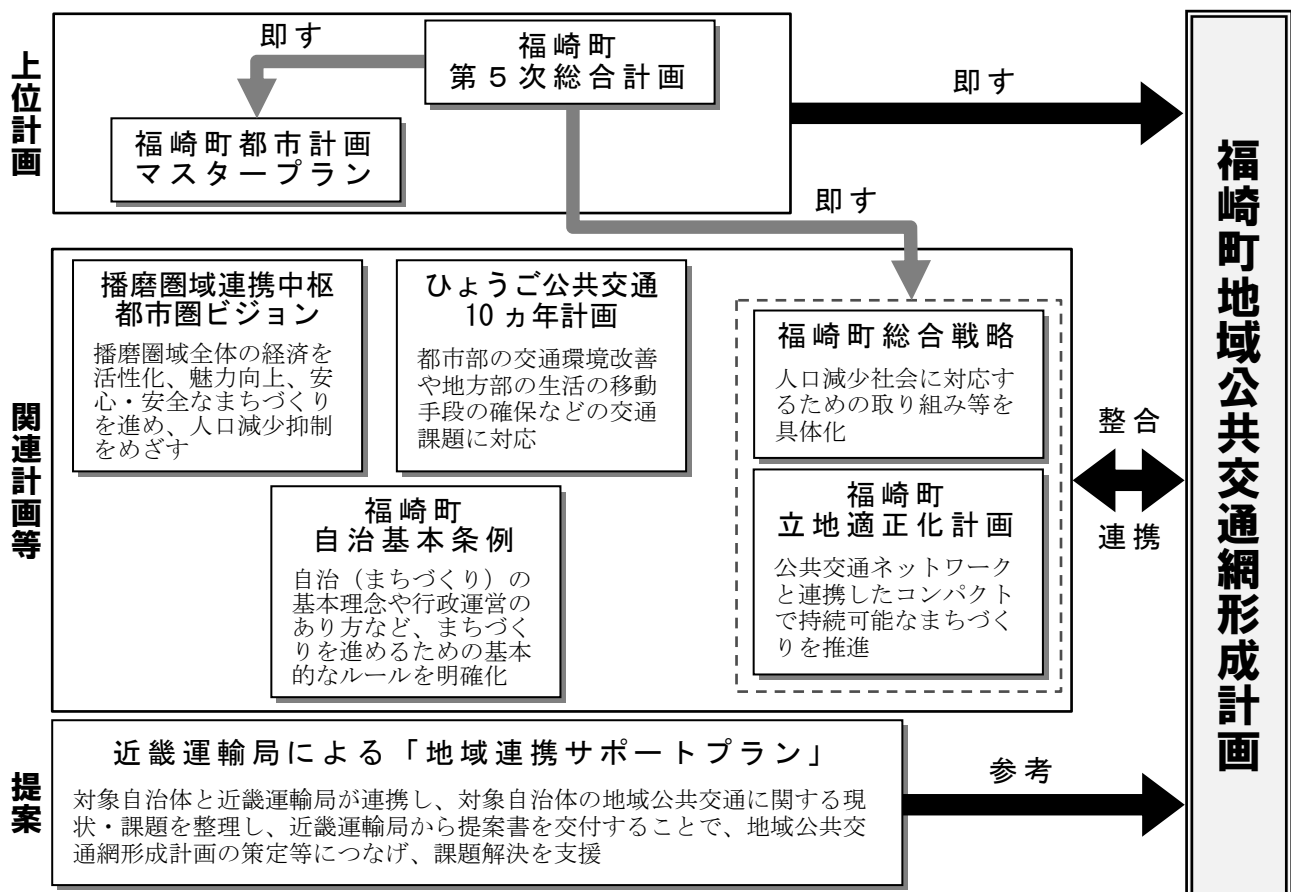 上位計画
即す
福崎町
第5次総合計画
福崎町都市計画
マスタープラン
即す
即す
関連計画等
播磨圏域連携中枢
都市圏ビジョン
播磨圏域全体の経済を
活性化、魅力向上、安
心・安全なまちづくり
を進め、人口減少抑制
をめざす
ひょうご公共交通
10ヵ年計画
都市部の交通環境改善
や地方部の生活の移動
手段の確保などの交通
課題に対応
福崎町
自治基本条例
自治（まちづくり）の
基本理念や行政運営の
あり方など、まちづく
りを進めるための基本
的なルールを明確化
福崎町総合戦略
人口減少社会に対応す
るための取り組み等を
具体化
福崎町
立地適正化計画
公共交通ネットワーク
と連携したコンパクト
で持続可能なまちづく
りを推進
整合
連携
提案
近畿運輸局による「地域連携サポートプラン」
対象自治体と近畿運輸局が連携し、対象自治体の地域公共交通に関する現
状・課題を整理し、近畿運輸局から提案書を交付することで、地域公共交
通網形成計画の策定等につなげ、課題解決を支援
参考
福崎町地域公共交通網形成計画